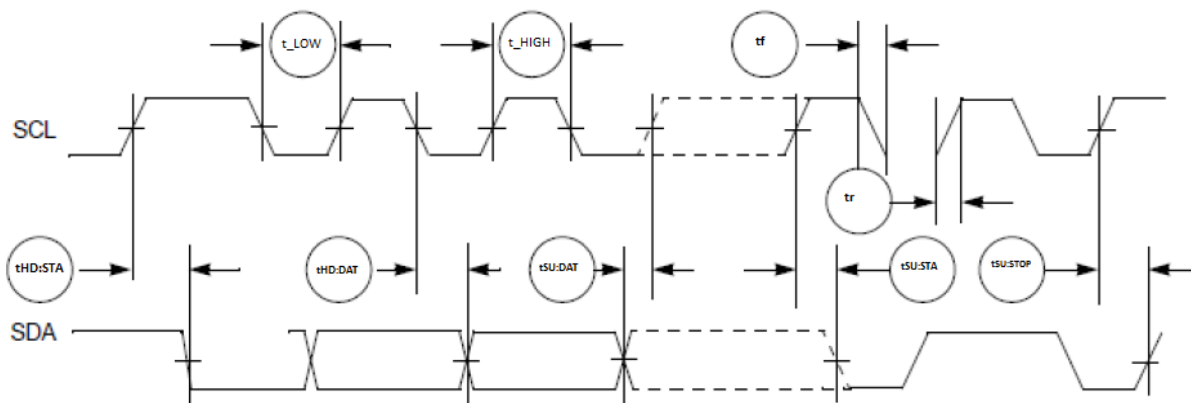 t_LOW
t_HIGH
tf
SCL
tr
tHD:STA
tHD:DAT
tSU:DAT
tSU:STA
tSU:STOP
SDA